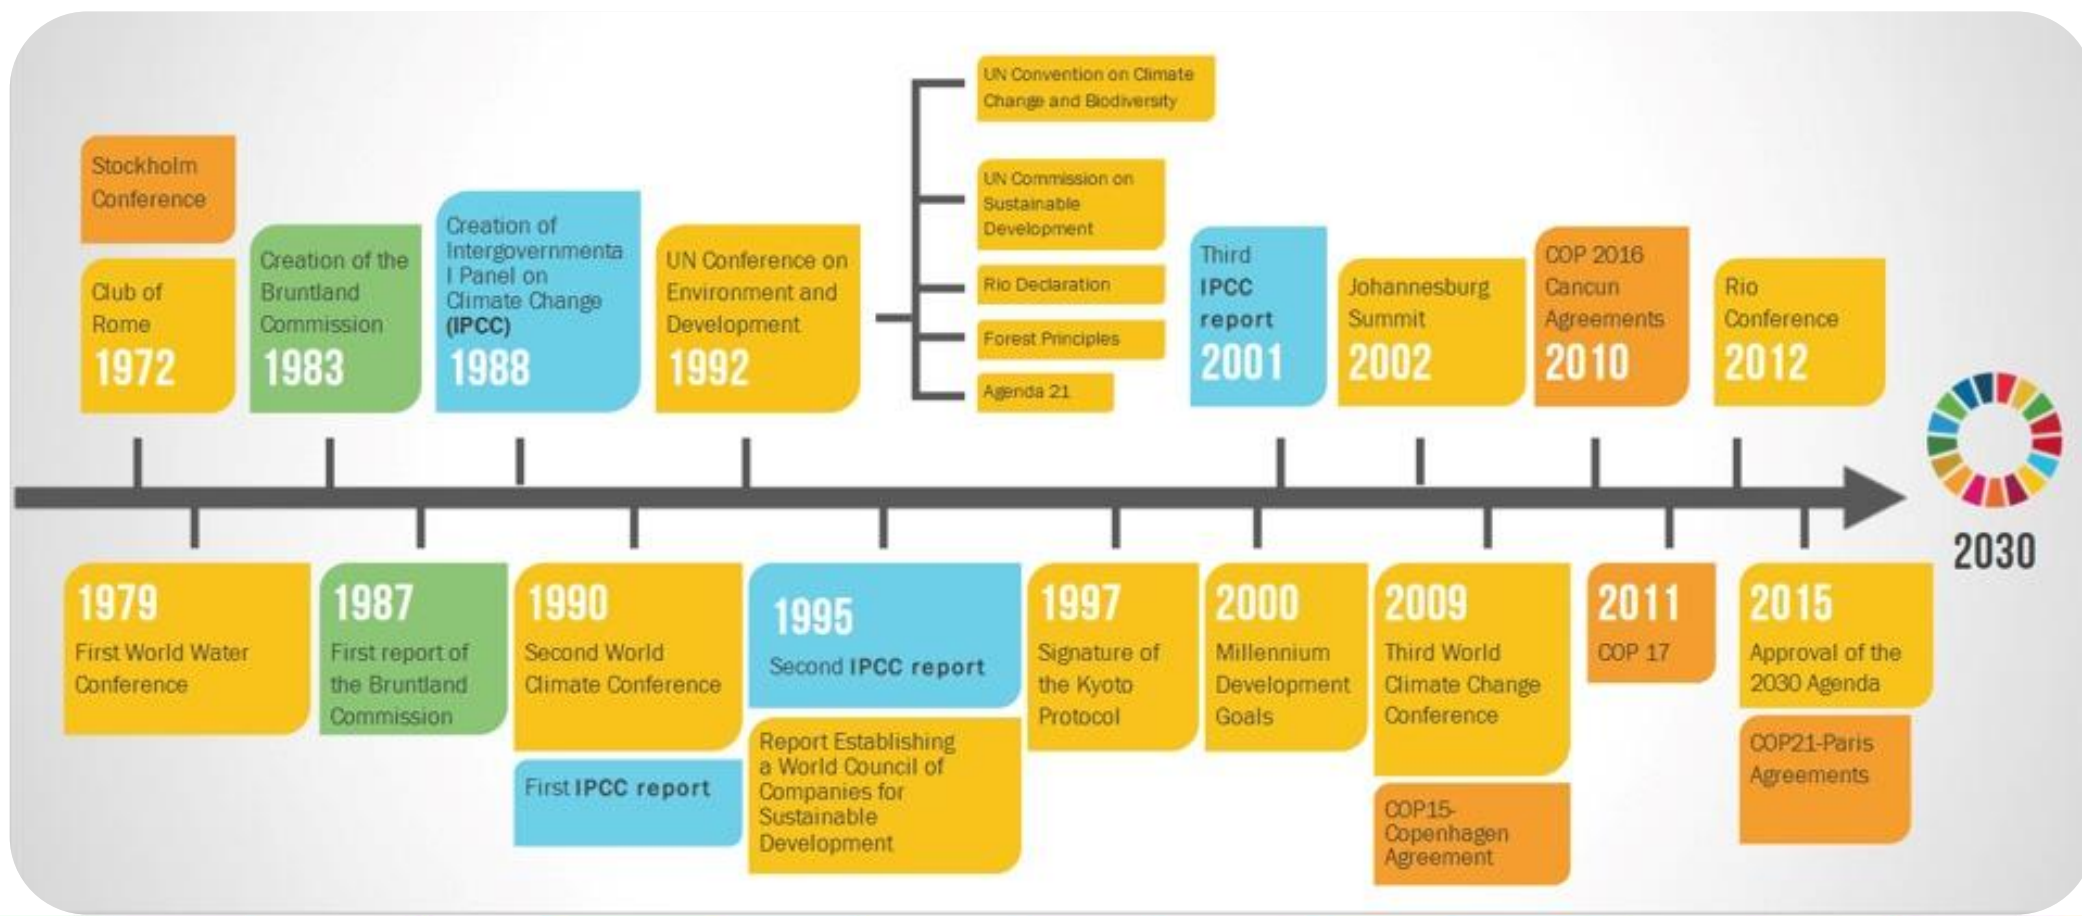 Stockholm
Conference
Club of
Rome
1972
Creation of the
Bruntland
Commission
1983
Creation of
Intergovernmenta
l Panel on
Climate Change
(IPCC)
1988
UN Conference on
Environment and
Development
1992
UN Convention on Climate
Change and Biodiversity
UN Commission on
Sustainable
Development
Rio Declaration
Forest Principles
Agenda 21
Third
IPCC
report
2001
Johannesburg
Summit
2002
COP 2016
Cancun
Agreements
2010
Rio
Conference
2012
2030
1979
First World Water
Conference
1987
First report of
the Bruntland
Commission
1990
Second World
Climate Conference
First IPCC report
1995
Second IPCC report
Report Establishing
a World Council of
Companies for
Sustainable
Development
1997
Signature of
the Kyoto
Protocol
2000
Millennium
Development
Goals
2009
Third World
Climate Change
Conference
COP15-
Copenhagen
Agreement
2011
COP 17
2015
Approval of the
2030 Agenda
COP21-Paris
Agreements